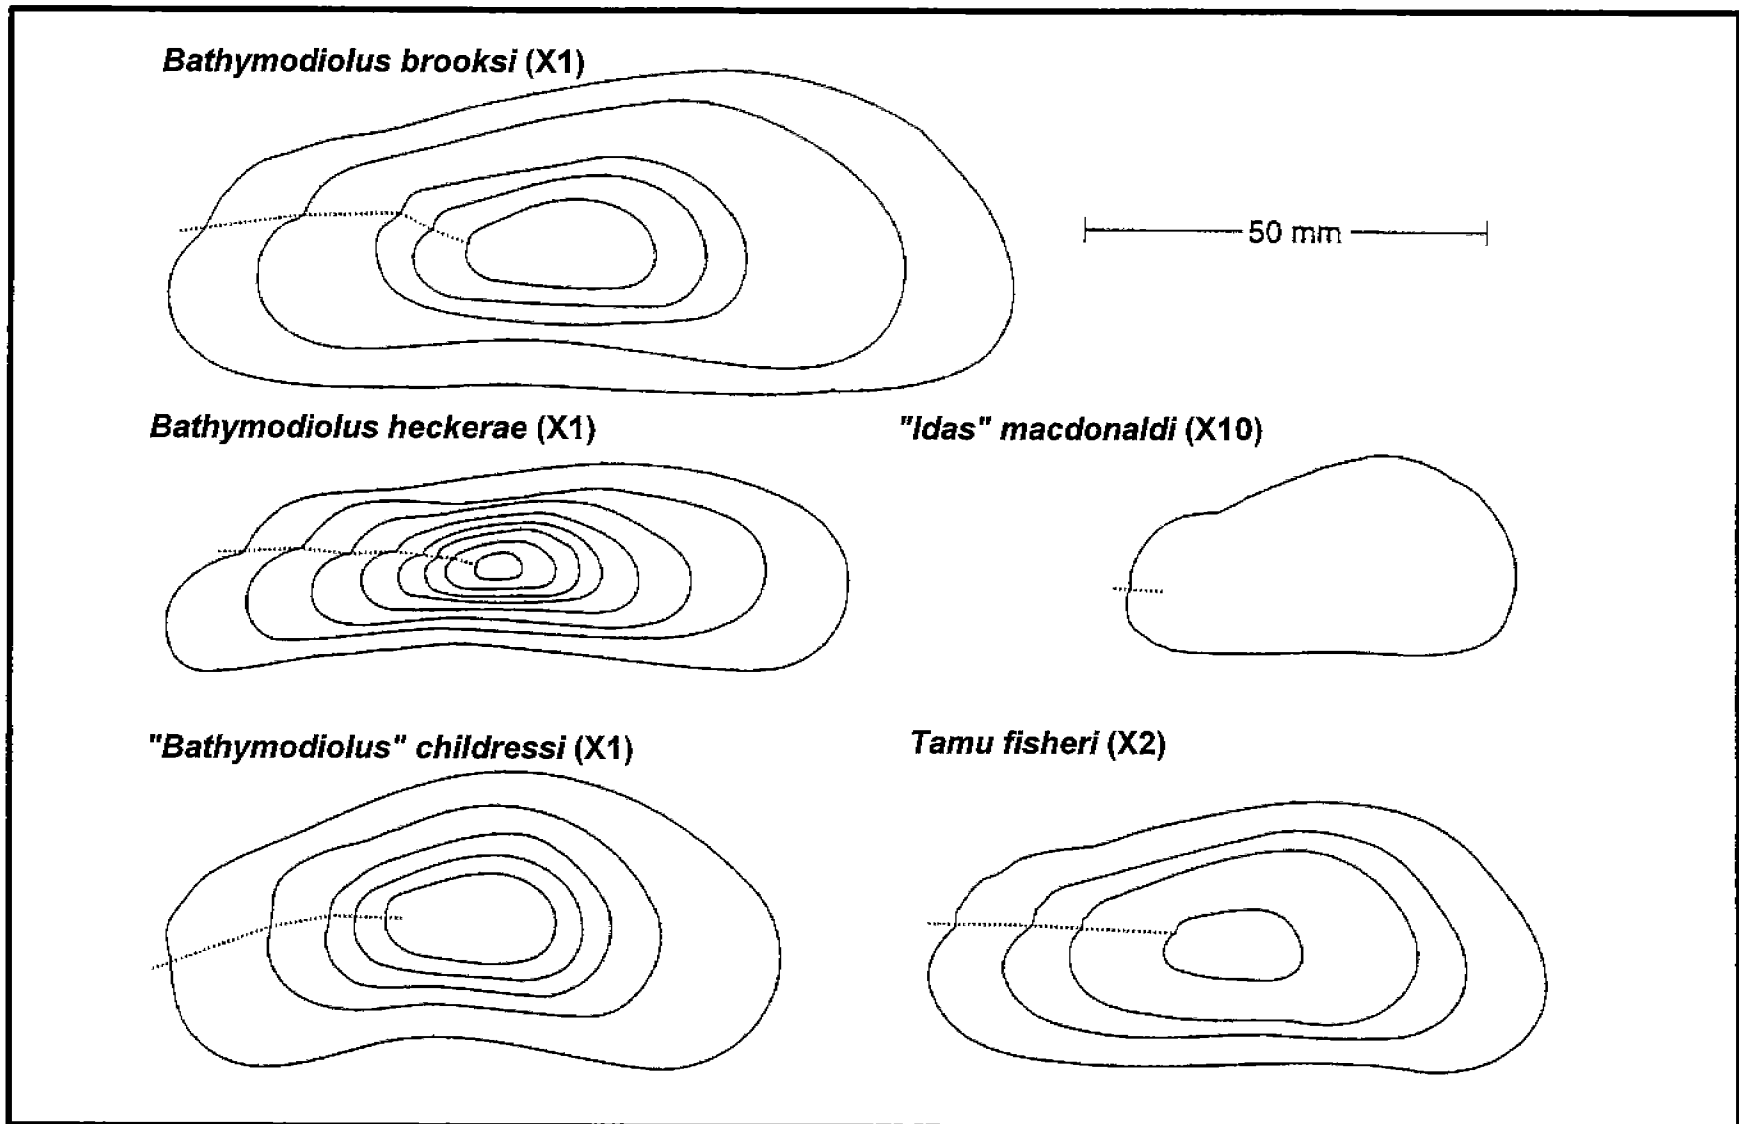 Bathymodiolus brooksi (X1)
50 mm
Bathymodiolus heckerae (X1)
"Idas" macdonaldi (X10)
"Bathymodiolus" childressi (X1)
Tamu fisheri (X2)